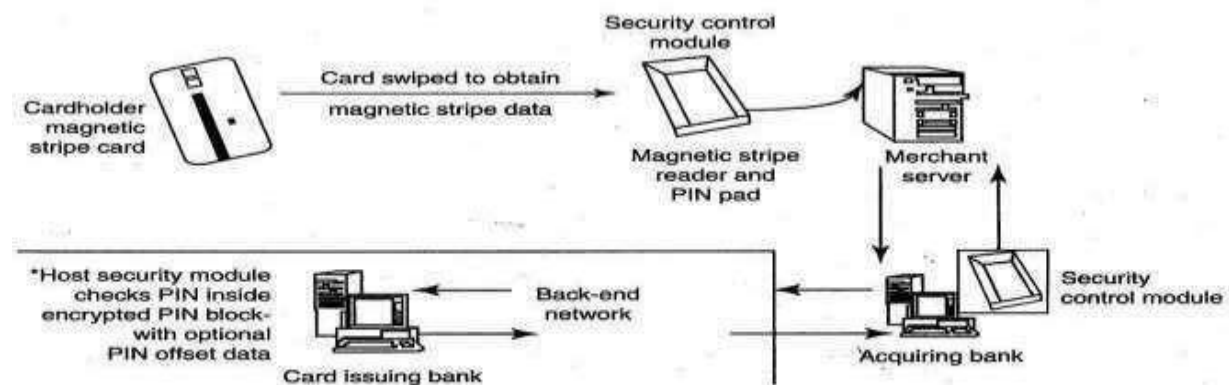 Security control
module
Card swiped to obtain
magnetic stripe data
Cardholder
magnetic
stripe card
Magnetic stripe
reader and
PIN pad
Merchant
server
*Host security module
checks PIN inside
encrypted PIN block-
with optional
PIN offset data
Back-end
network
Security
control module
Card issuing bank
Acquiring bank